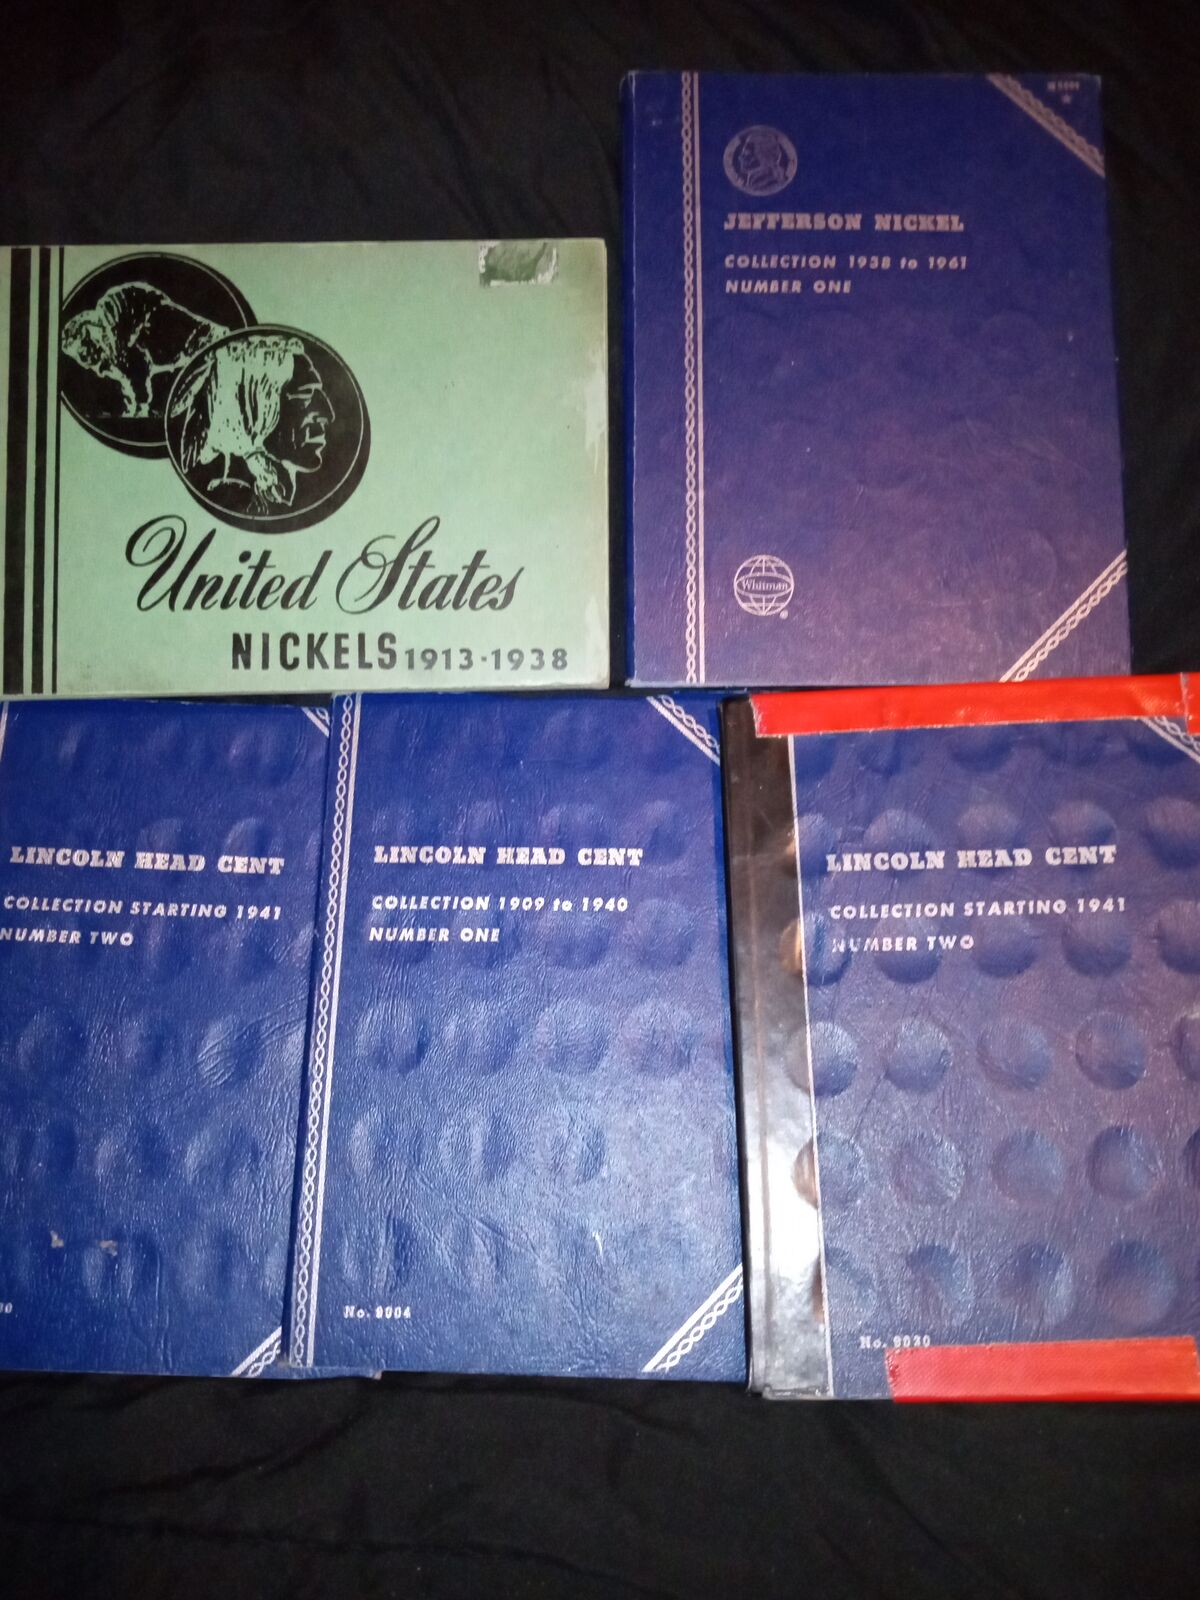 United States
NICKELS 1913-1938
JEFFERSON NICKEL
COLLECTION 1938 to 1961
NUMBER ONE
Whitman
®
LINCOLN HEAD CENT
COLLECTION STARTING 1941
NUMBER TWO
LINCOLN HEAD CENT
COLLECTION 1909 to 1940
NUMBER ONE
No. 9004
LINCOLN HEAD CENT
COLLECTION STARTING 1941
NUMBER TWO
No. 9030